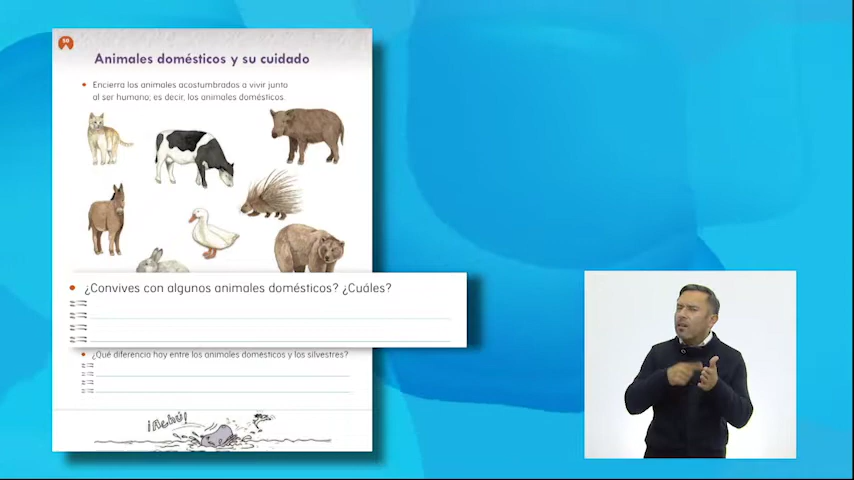 50
Animales domésticos y su cuidado
• Encierra los animales acostumbrados a vivir junto
al ser humano; es decir, los animales domésticos.
• ¿Convives con algunos animales domésticos? ¿Cuáles?
• ¿Qué diferencia hay entre los animales domésticos y los silvestres?
¡Achú!